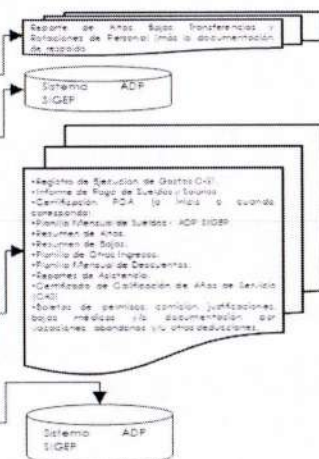 Reporte de Altas Bajas Transferencias y
Rotaciones de Personal (más la documentación
de respaldo
Sistema ADP
SIGEP
•Registro de Ejecución de Gastos C-31.
•Informe de Pago de Sueldos y Salarios
•Certificación POA (a inicio o cuando
corresponda)
•Planilla Mensual de Sueldos - ADP SIGEP
•Resumen de Altas.
•Resumen de Bajas.
•Planilla de Otros Ingresos.
•Planilla Mensual de Descuentos.
•Reportes de Asistencia.
•Certificado de Calificación de Años de Servicio
(CAS)
•Boletas de permisos, comisión, justificaciones,
bajas médicas y/o documentación por
vacaciones, abandonos y/u otras deducciones.
Sistema ADP
SIGEP